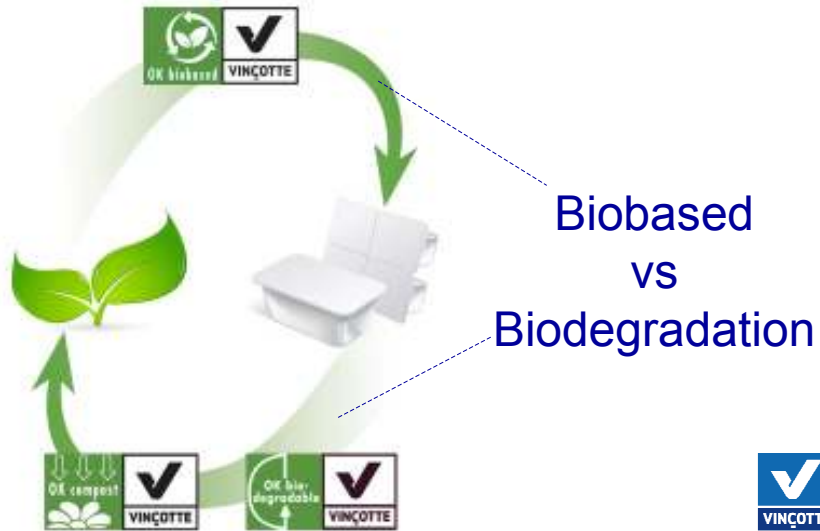 OK biobased
VINÇOTTE
Biobased
vs
Biodegradation
OK compost
VINÇOTTE
OK bio-
degradable
VINÇOTTE
VINÇOTTE